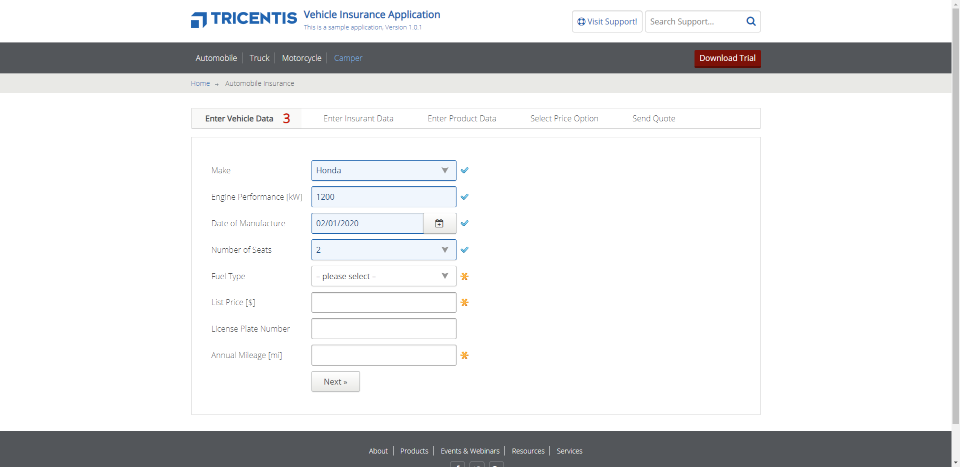 TRICENTIS Vehicle Insurance Application
This is a sample application. Version 1.0.1
Visit Support!
Search Support...
Automobile Truck Motorcycle Camper
Download Trial
Home → Automobile Insurance
Enter Vehicle Data 3 Enter Insurant Data Enter Product Data Select Price Option Send Quote
Make Honda
Engine Performance [kW] 1200
Date of Manufacture 02/01/2020
Number of Seats 2
Fuel Type – please select –
List Price [$]
License Plate Number
Annual Mileage [mi]
Next »
About Products Events & Webinars Resources Services